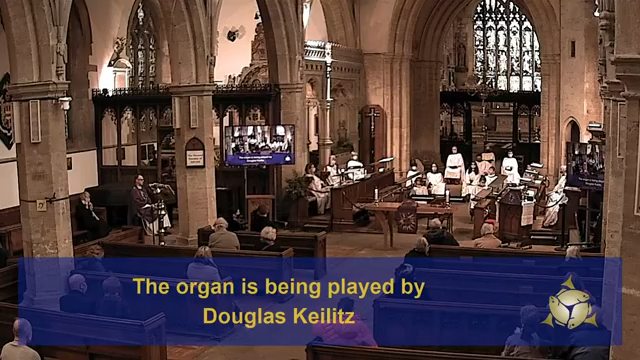 The organ is being played by
Douglas Keilitz